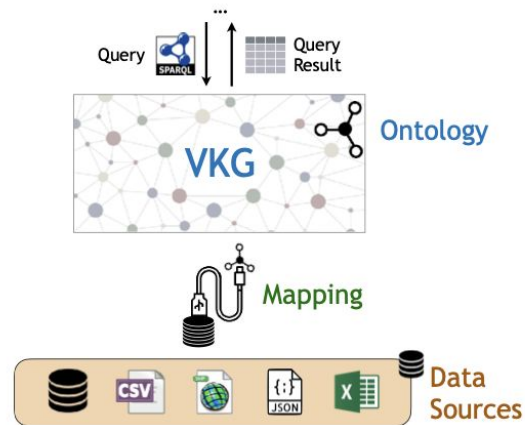 ...
Query
SPARQL
Query
Result
VKG
Ontology
Mapping
CSV
{;}
JSON
X
Data
Sources